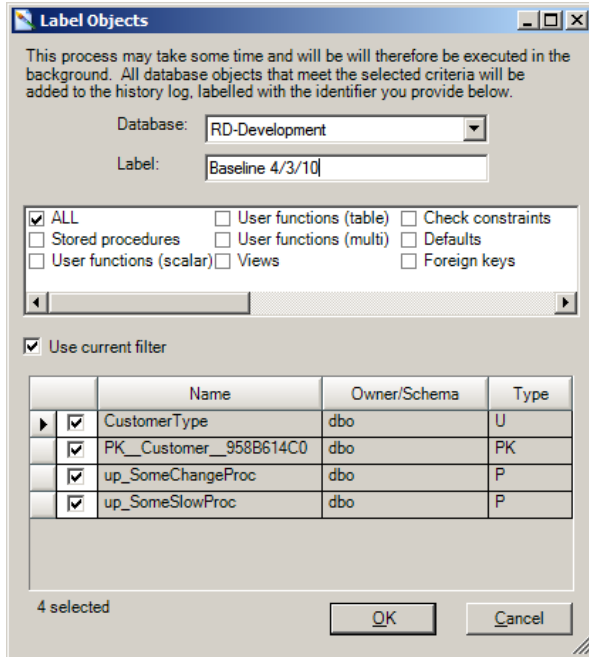 Label Objects
This process may take some time and will be will therefore be executed in the
background. All database objects that meet the selected criteria will be
added to the history log, labelled with the identifier you provide below.
Database: RD-Development
Label: Baseline 4/3/10
ALL User functions (table) Check constraints
Stored procedures User functions (multi) Defaults
User functions (scalar) Views Foreign keys
Use current filter
Name Owner/Schema Type
CustomerType dbo U
PK__Customer__958B614C0 dbo PK
up_SomeChangeProc dbo P
up_SomeSlowProc dbo P
4 selected OK Cancel